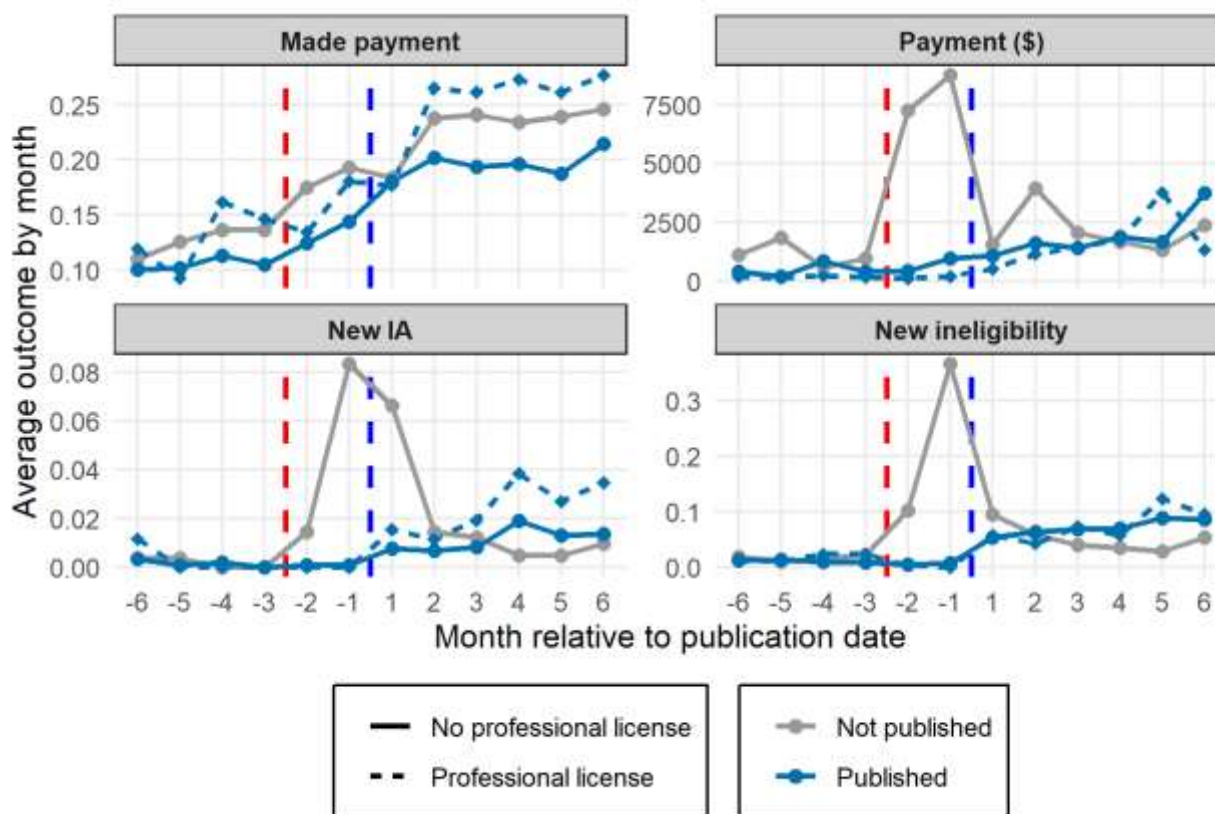 Made payment
Payment ($)
Average outcome by month
0.25
0.20
0.15
0.10
7500
5000
2500
0
New IA
New ineligibility
0.08
0.06
0.04
0.02
0.00
0.3
0.2
0.1
0.0
-6 -5 -4 -3 -2 -1 1 2 3 4 5 6
-6 -5 -4 -3 -2 -1 1 2 3 4 5 6
Month relative to publication date
No professional license
Professional license
Not published
Published